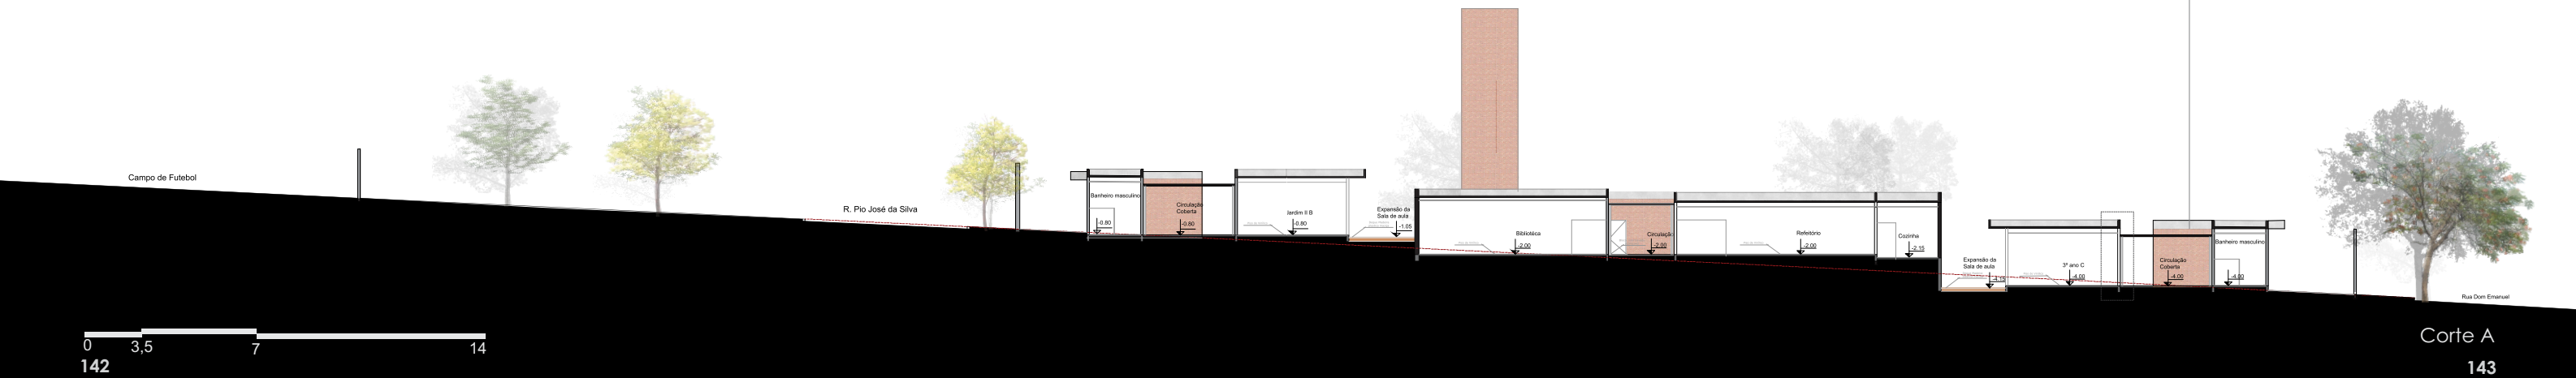 Campo de Futebol
R. Pio José da Silva
Banheiro masculino
-0.80
Circulação
Coberta
-0.80
Jardim II B
-0.80
Expansão da
Sala de aula
-1.05
Bibliotéca
-2.00
Circulação
-2.00
Refeitório
-2.00
Cozinha
-2.15
Expansão da
Sala de aula
-4.15
3º ano C
-4.00
Circulação
Coberta
-4.00
Banheiro masculino
-4.00
Rua Dom Emanuel
0
3,5
7
14
Corte A
142
143